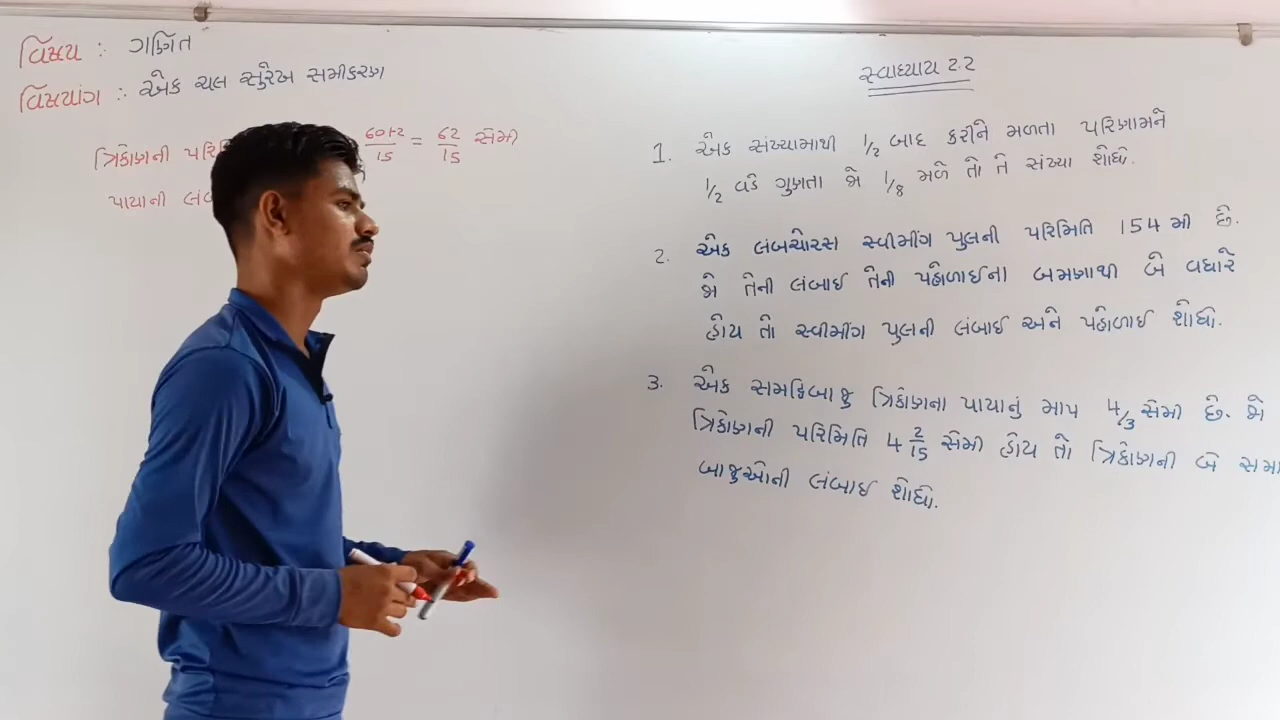 વિષય : ગણિત
વિષયાંગ : એક ચલ સુરેખ સમીકરણ
ત્રિકોણની 60+2/15 = 62/15 સેમી
પાયાની
સ્વાધ્યાય 2.2
1. એક સંખ્યામાથી 1/2 બાદ કરીને મળતા પરિણામને
1/2 વડે ગુણતા જો 1/8 મળે તો તે સંખ્યા શોધો.
2. એક લંબચોરસ સ્વીમીંગ પુલની પરિમિતિ 154 મી છે.
જો તેની લંબાઈ તેની પહોળાઈના બમણાથી બે વધારે
હોય તો સ્વીમીંગ પુલની લંબાઈ અને પહોળાઈ શોધો.
3. એક સમદ્વિબાજુ ત્રિકોણના પાયાનું માપ 4/3 સેમી છે. જો
ત્રિકોણની પરિમિતિ 4 2/15 સેમી હોય તો ત્રિકોણની બે
બાજુઓની લંબાઈ શોધો.